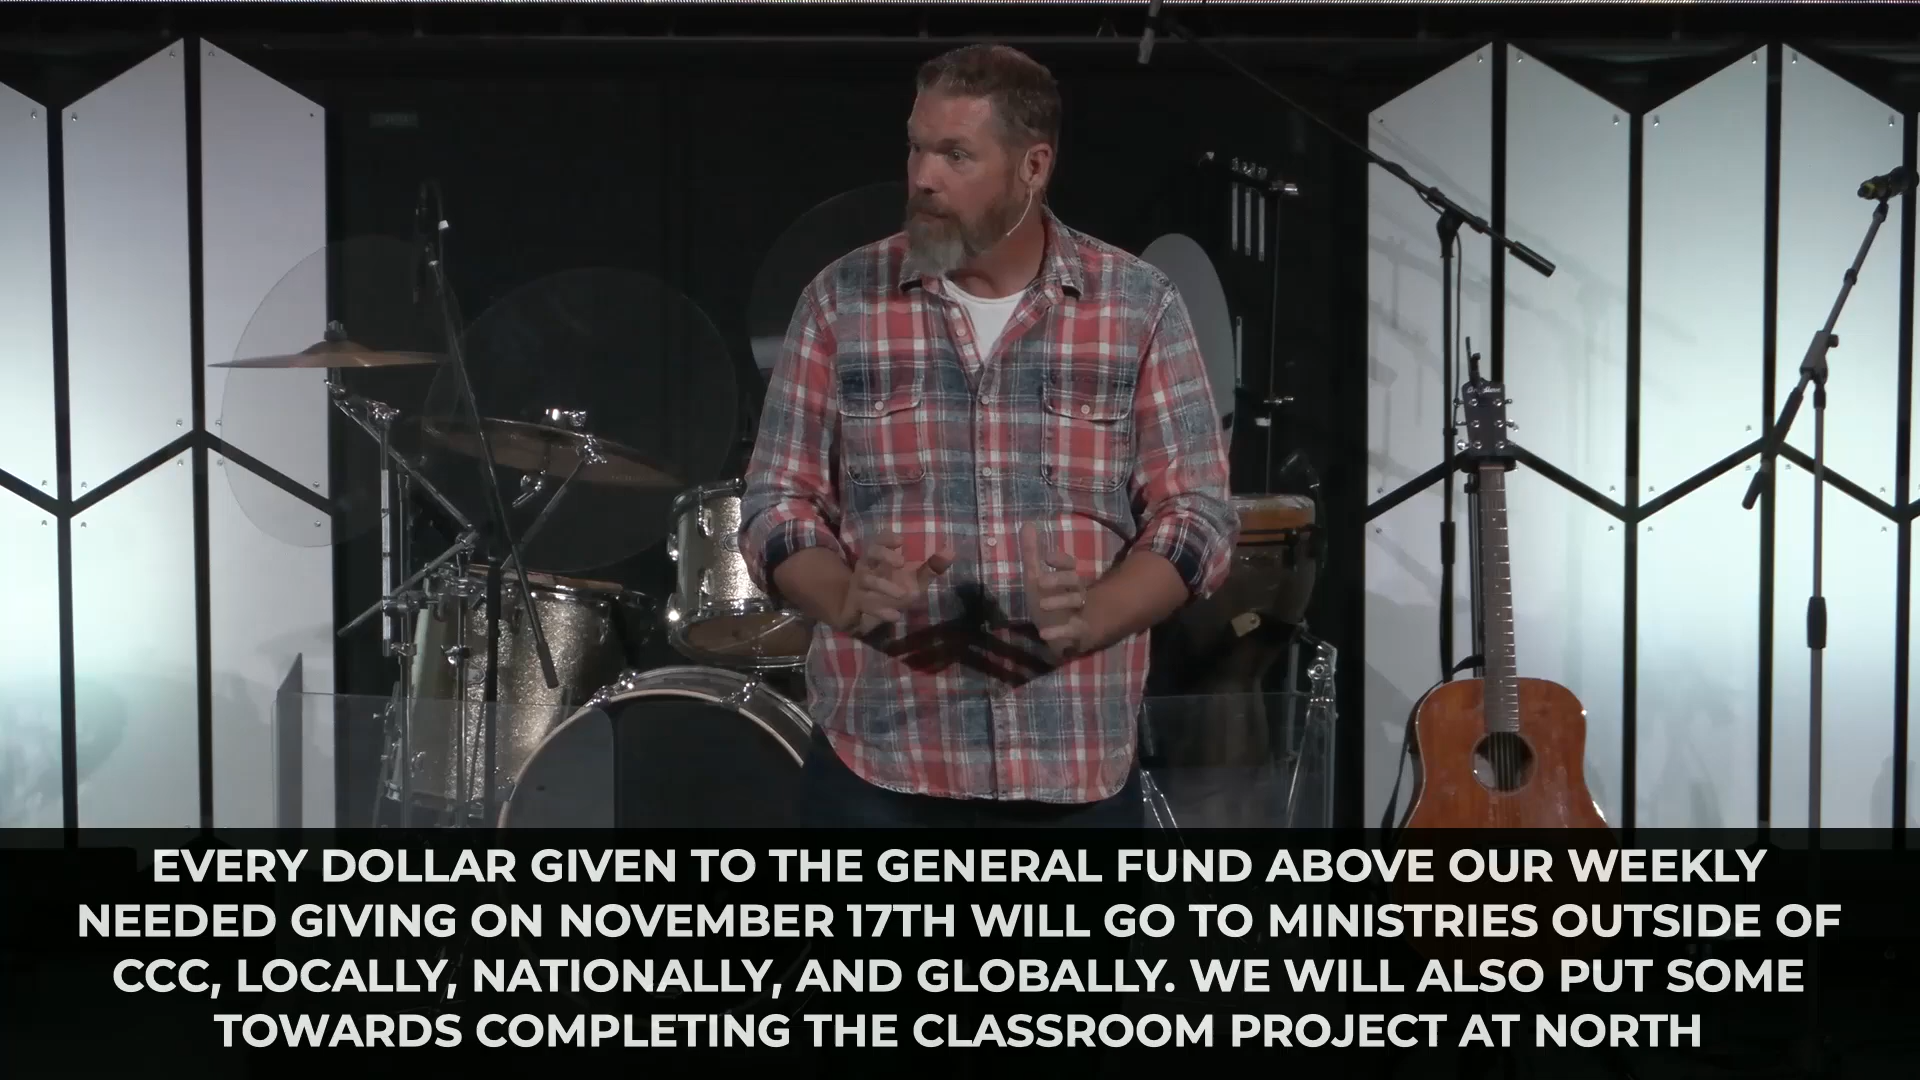 EVERY DOLLAR GIVEN TO THE GENERAL FUND ABOVE OUR WEEKLY
NEEDED GIVING ON NOVEMBER 17TH WILL GO TO MINISTRIES OUTSIDE OF
CCC, LOCALLY, NATIONALLY, AND GLOBALLY. WE WILL ALSO PUT SOME
TOWARDS COMPLETING THE CLASSROOM PROJECT AT NORTH